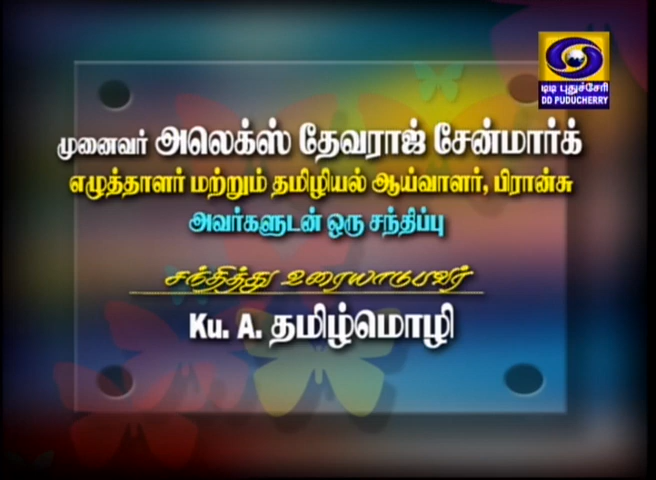 டிடி புதுச்சேரி
DD PUDUCHERRY
முனைவர் அலெக்ஸ் தேவராஜ் சேன்மார்க்
எழுத்தாளர் மற்றும் தமிழியல் ஆய்வாளர், பிரான்சு
அவர்களுடன் ஒரு சந்திப்பு
சந்தித்து உரையாடுபவர்
Ku. A. தமிழ்மொழி